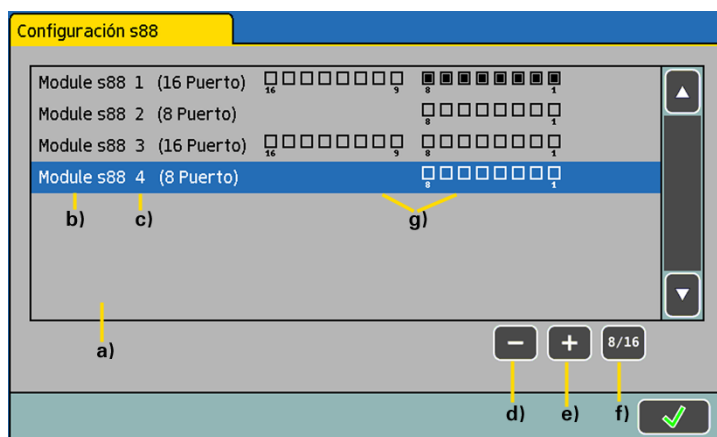 Configuración s88
Module s88 1 (16 Puerto)
16 9 8 1
Module s88 2 (8 Puerto)
8 1
Module s88 3 (16 Puerto)
16 9 8 1
Module s88 4 (8 Puerto)
8 1
b) c) g)
a)
8/16
d) e) f)